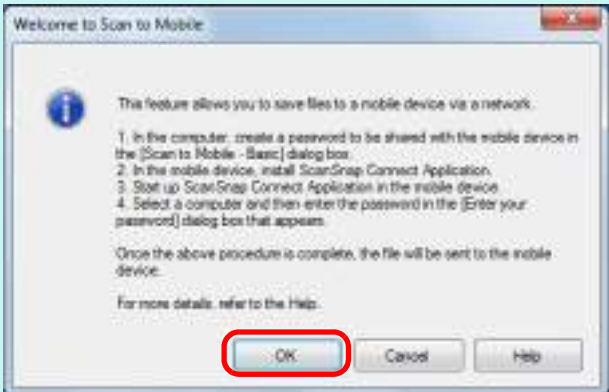 Welcome to Scan to Mobile
This feature allows you to save files to a mobile device via a network.
1. In the computer, create a password to be shared with the mobile device in
the [Scan to Mobile - Basic] dialog box.
2. In the mobile device, install ScanSnap Connect Application.
3. Start up ScanSnap Connect Application in the mobile device.
4. Select a computer and then enter the password in the [Enter your
password] dialog box that appears.
Once the above procedure is complete, the file will be sent to the mobile
device.
For more details, refer to the Help.
OK
Cancel
Help